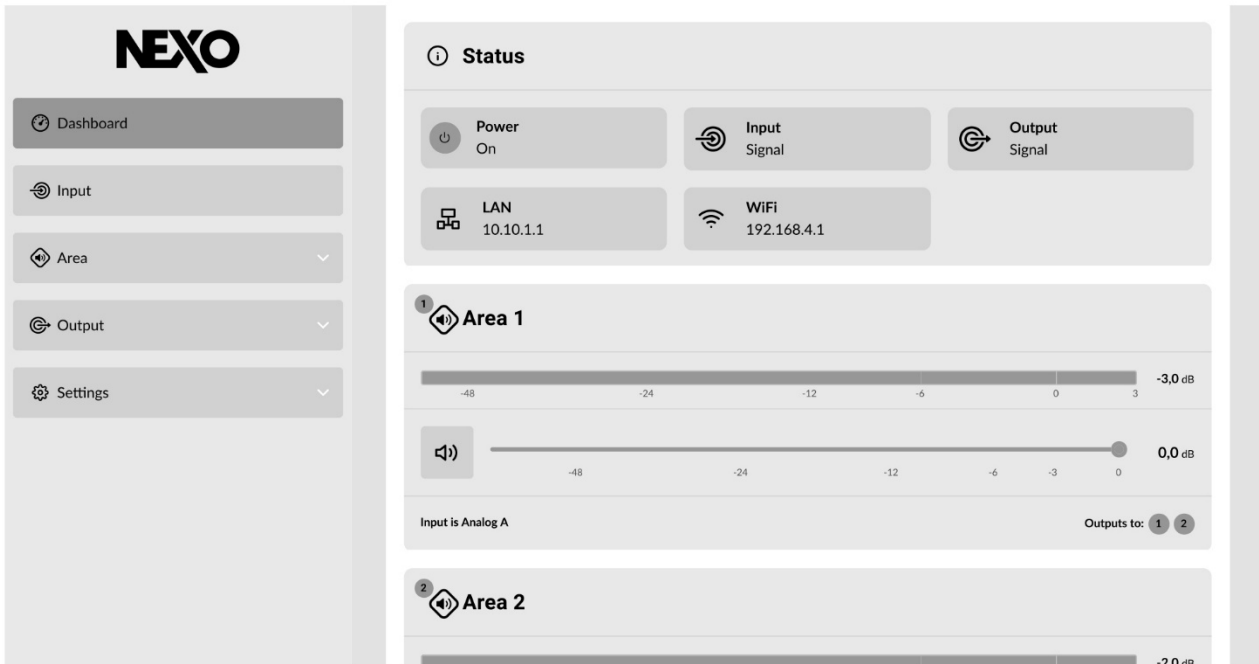 NEXO
Dashboard
Input
Area
Output
Settings
Status
Power
On
Input
Signal
Output
Signal
LAN
10.10.1.1
WiFi
192.168.4.1
1
Area 1
-3,0 dB
-48 -24 -12 -6 0 3
0,0 dB
-48 -24 -12 -6 -3 0
Input is Analog A
Outputs to: 1 2
2
Area 2
-2,0 dB